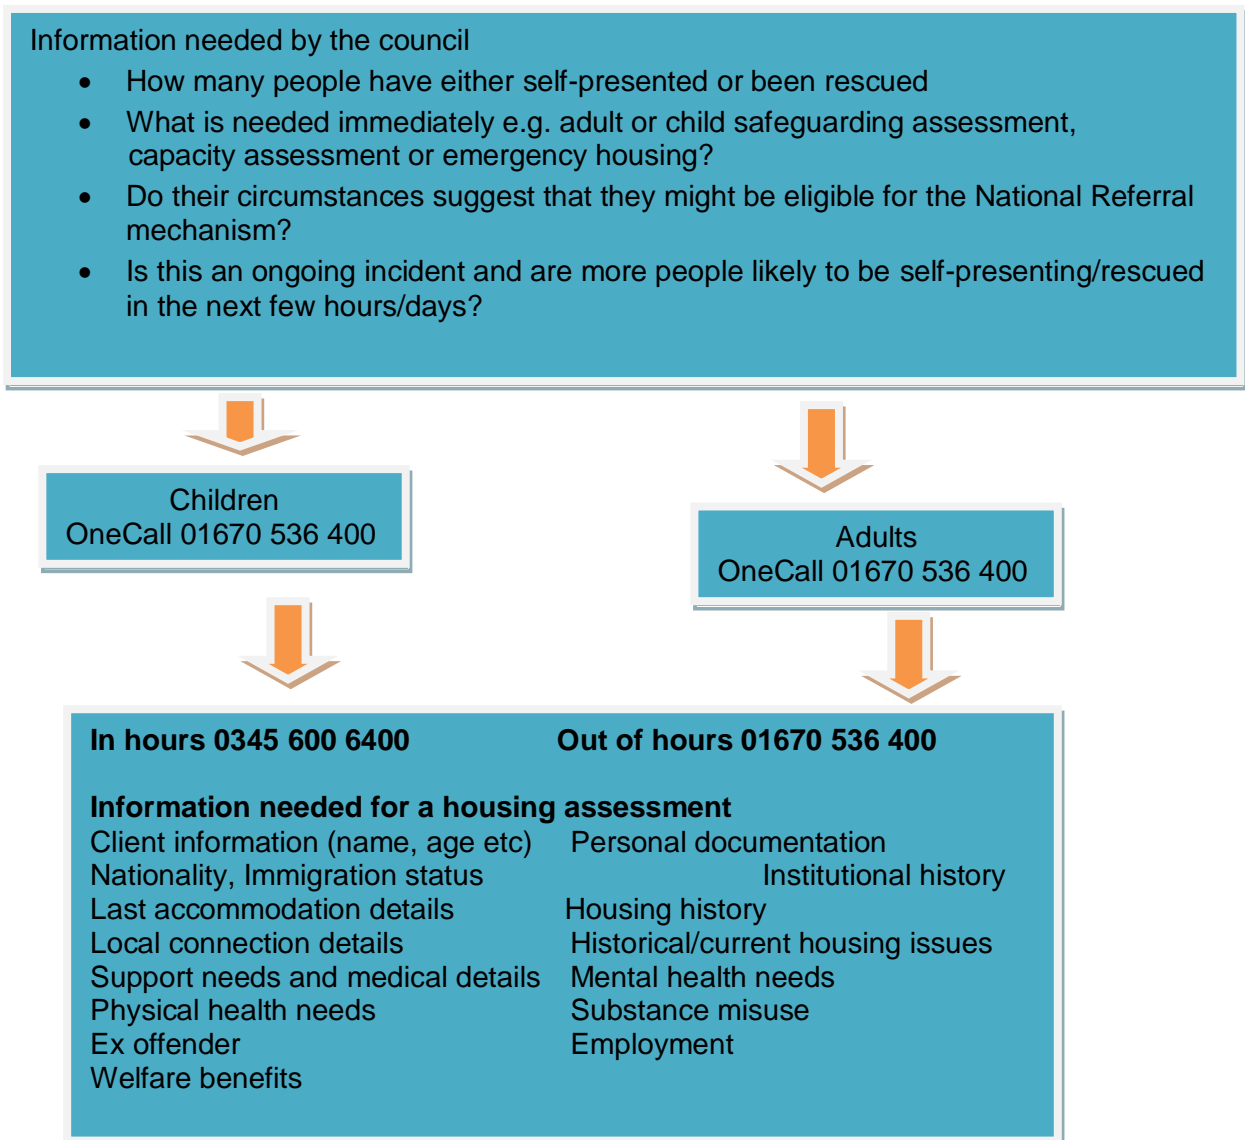 Information needed by the council
• How many people have either self-presented or been rescued
• What is needed immediately e.g. adult or child safeguarding assessment,
capacity assessment or emergency housing?
• Do their circumstances suggest that they might be eligible for the National Referral
mechanism?
• Is this an ongoing incident and are more people likely to be self-presenting/rescued
in the next few hours/days?
Children
OneCall 01670 536 400
Adults
OneCall 01670 536 400
In hours 0345 600 6400 Out of hours 01670 536 400
Information needed for a housing assessment
Client information (name, age etc) Personal documentation
Nationality, Immigration status Institutional history
Last accommodation details Housing history
Local connection details Historical/current housing issues
Support needs and medical details Mental health needs
Physical health needs Substance misuse
Ex offender Employment
Welfare benefits